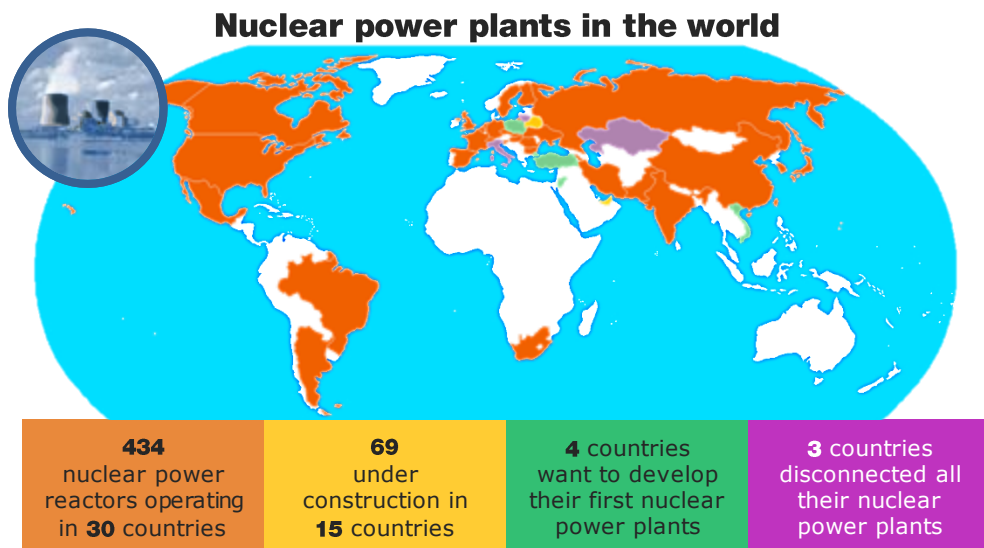 Nuclear power plants in the world
434
nuclear power
reactors operating
in 30 countries
69
under
construction in
15 countries
4 countries
want to develop
their first nuclear
power plants
3 countries
disconnected all
their nuclear
power plants